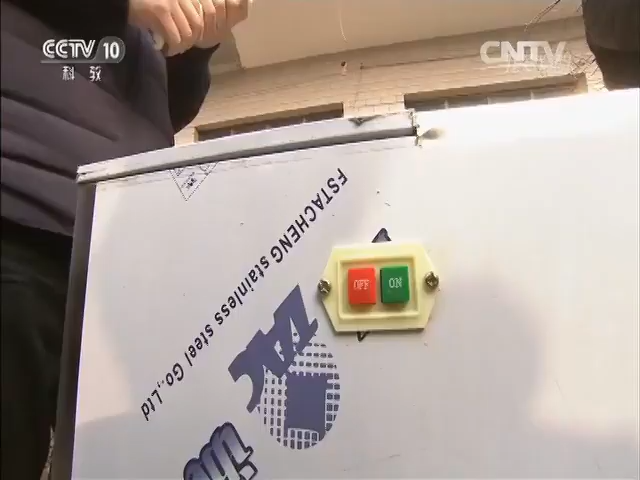 CCTV 10
科教
CNTV
FSTACHENG stainless steel Co.,Ltd
OFF
ON